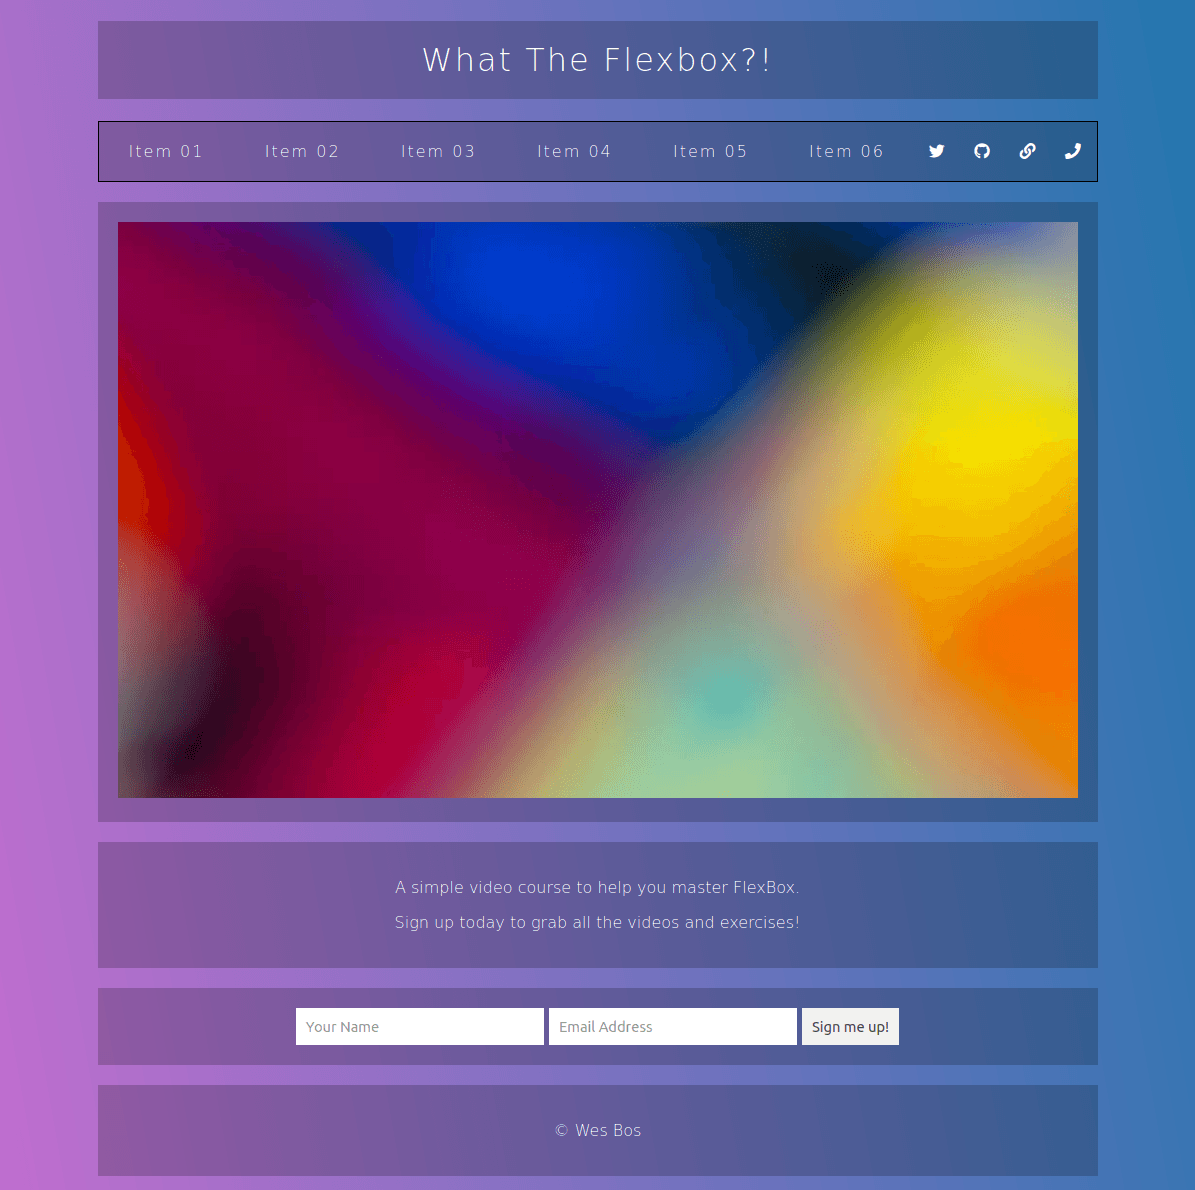 What The Flexbox?!
Item 01 Item 02 Item 03 Item 04 Item 05 Item 06
A simple video course to help you master FlexBox.
Sign up today to grab all the videos and exercises!
Your Name Email Address Sign me up!
© Wes Bos